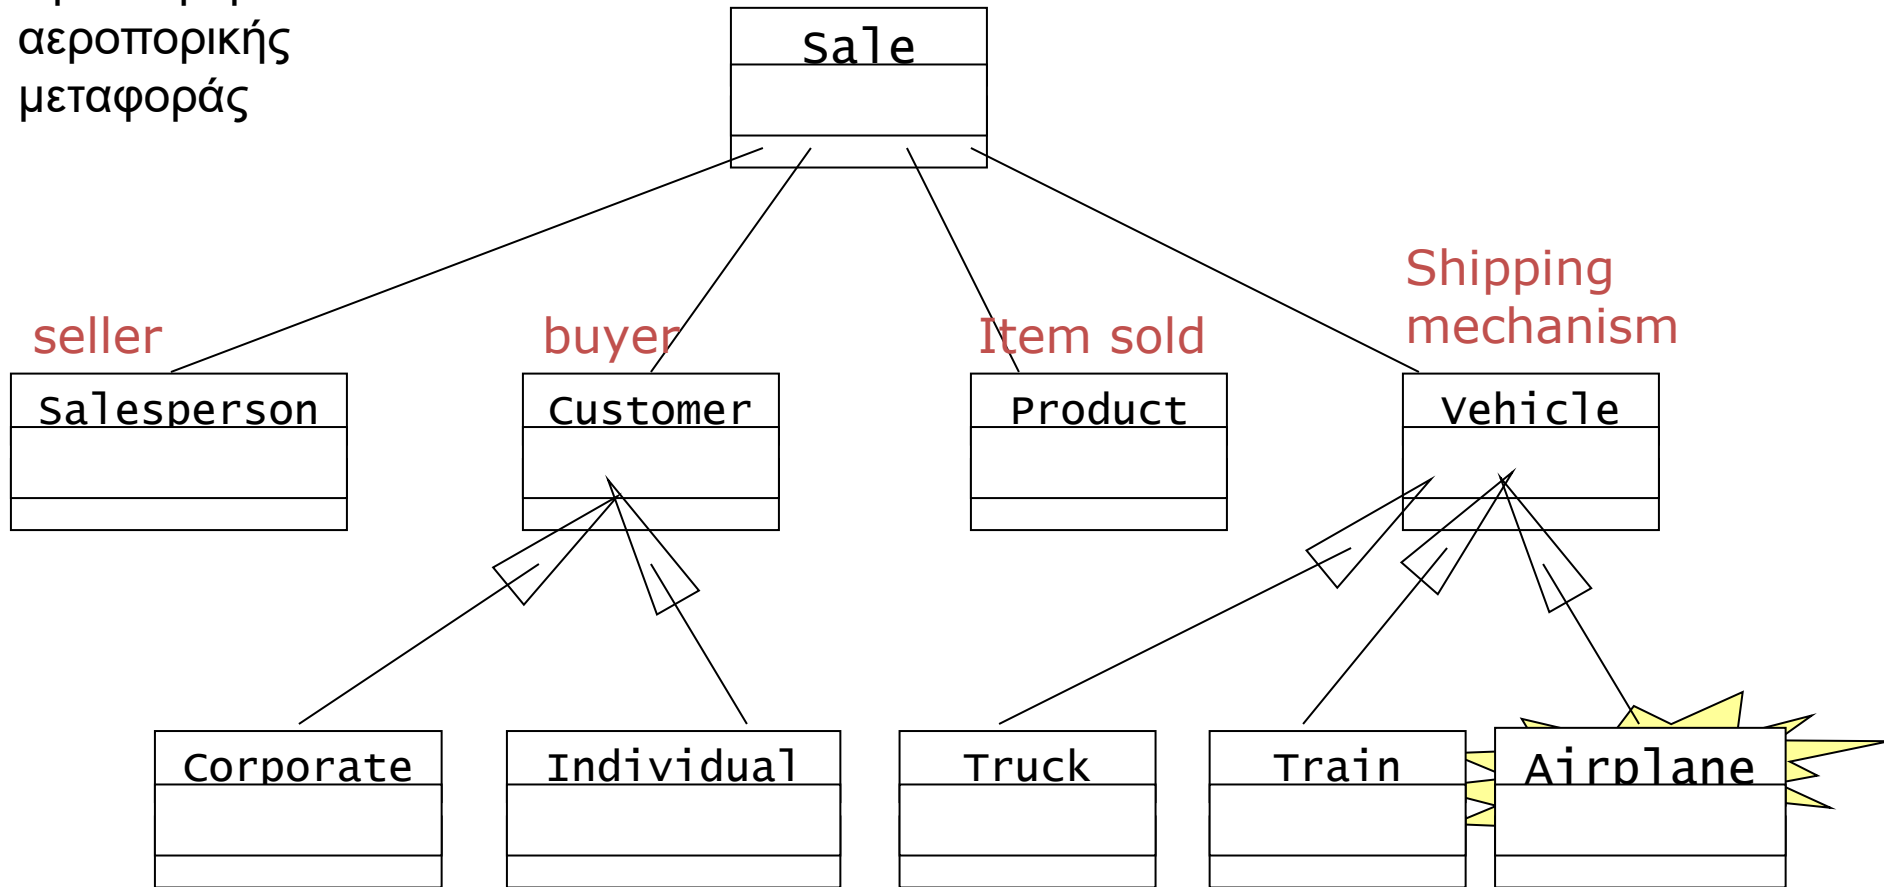 αεροπορικής
μεταφοράς
Sale
seller
buyer
Item sold
Shipping
mechanism
Salesperson
Customer
Product
Vehicle
Corporate
Individual
Truck
Train
Airplane